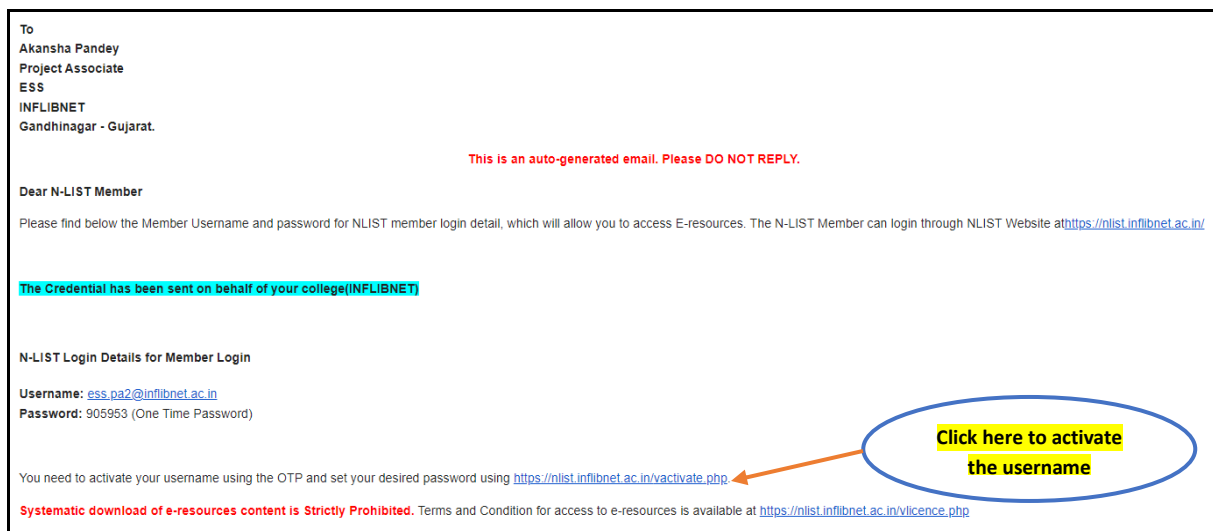 To
Akansha Pandey
Project Associate
ESS
INFLIBNET
Gandhinagar - Gujarat.
This is an auto-generated email. Please DO NOT REPLY.
Dear N-LIST Member
Please find below the Member Username and password for NLIST member login detail, which will allow you to access E-resources. The N-LIST Member can login through NLIST Website athttps://nlist.inflibnet.ac.in/
The Credential has been sent on behalf of your college(INFLIBNET)
N-LIST Login Details for Member Login
Username: ess.pa2@inflibnet.ac.in
Password: 905953 (One Time Password)
Click here to activate
the username
You need to activate your username using the OTP and set your desired password using https://nlist.inflibnet.ac.in/vactivate.php.
Systematic download of e-resources content is Strictly Prohibited. Terms and Condition for access to e-resources is available at https://nlist.inflibnet.ac.in/vlicence.php